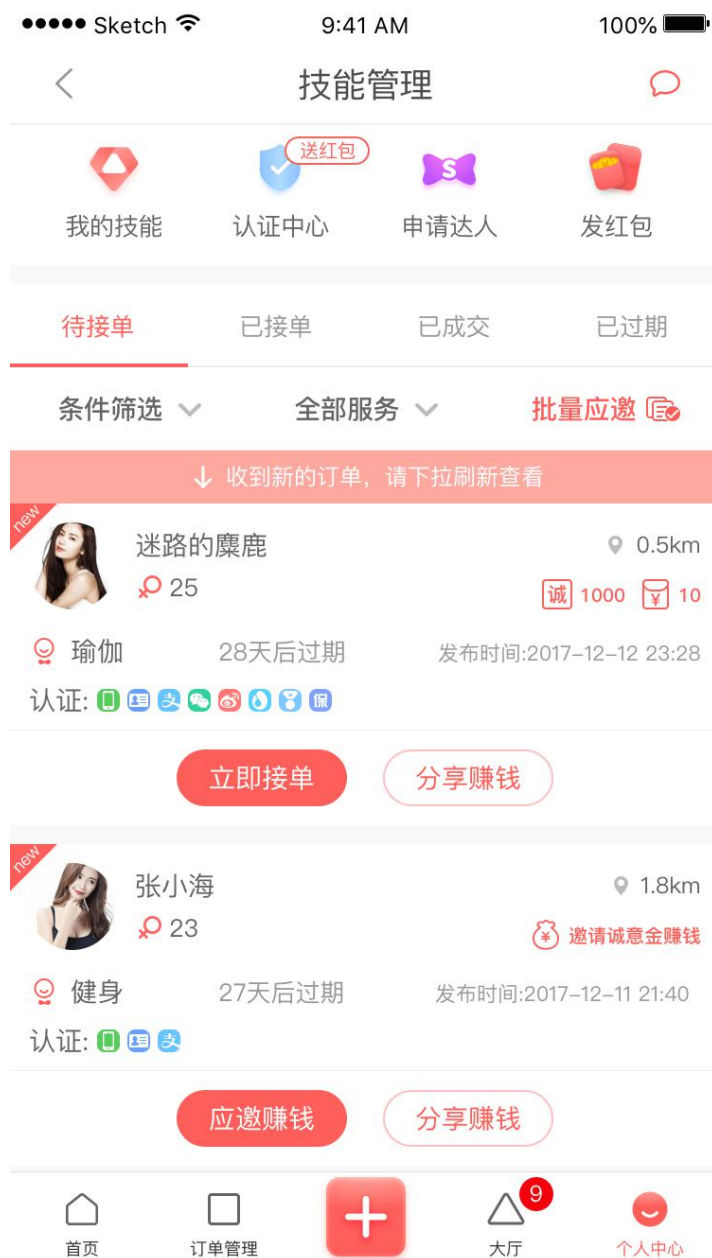 Sketch 9:41 AM 100%
技能管理
送红包
我的技能 认证中心 申请达人 发红包
S
待接单 已接单 已成交 已过期
条件筛选 全部服务 批量应邀
收到新的订单，请下拉刷新查看
new
迷路的麋鹿 0.5km
25 诚 1000 ¥ 10
瑜伽 28天后过期 发布时间:2017-12-12 23:28
认证: 支 保
立即接单 分享赚钱
new
张小海 1.8km
23 ¥ 邀请诚意金赚钱
健身 27天后过期 发布时间:2017-12-11 21:40
认证: 支
应邀赚钱 分享赚钱
9
首页 订单管理 大厅 个人中心